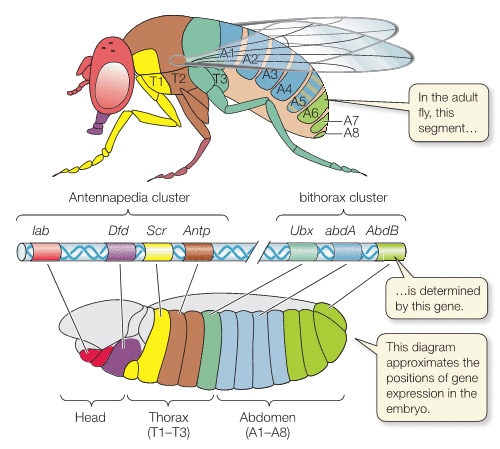 A1
A2
A3
A4
A5
A6
A7
A8
T1
T2
T3
In the adult
fly, this
segment…
Antennapedia cluster
bithorax cluster
lab
Dfd
Scr
Antp
Ubx
abdA
AbdB
…is determined
by this gene.
This diagram
approximates the
positions of gene
expression in the
embryo.
Head
Thorax
(T1–T3)
Abdomen
(A1–A8)